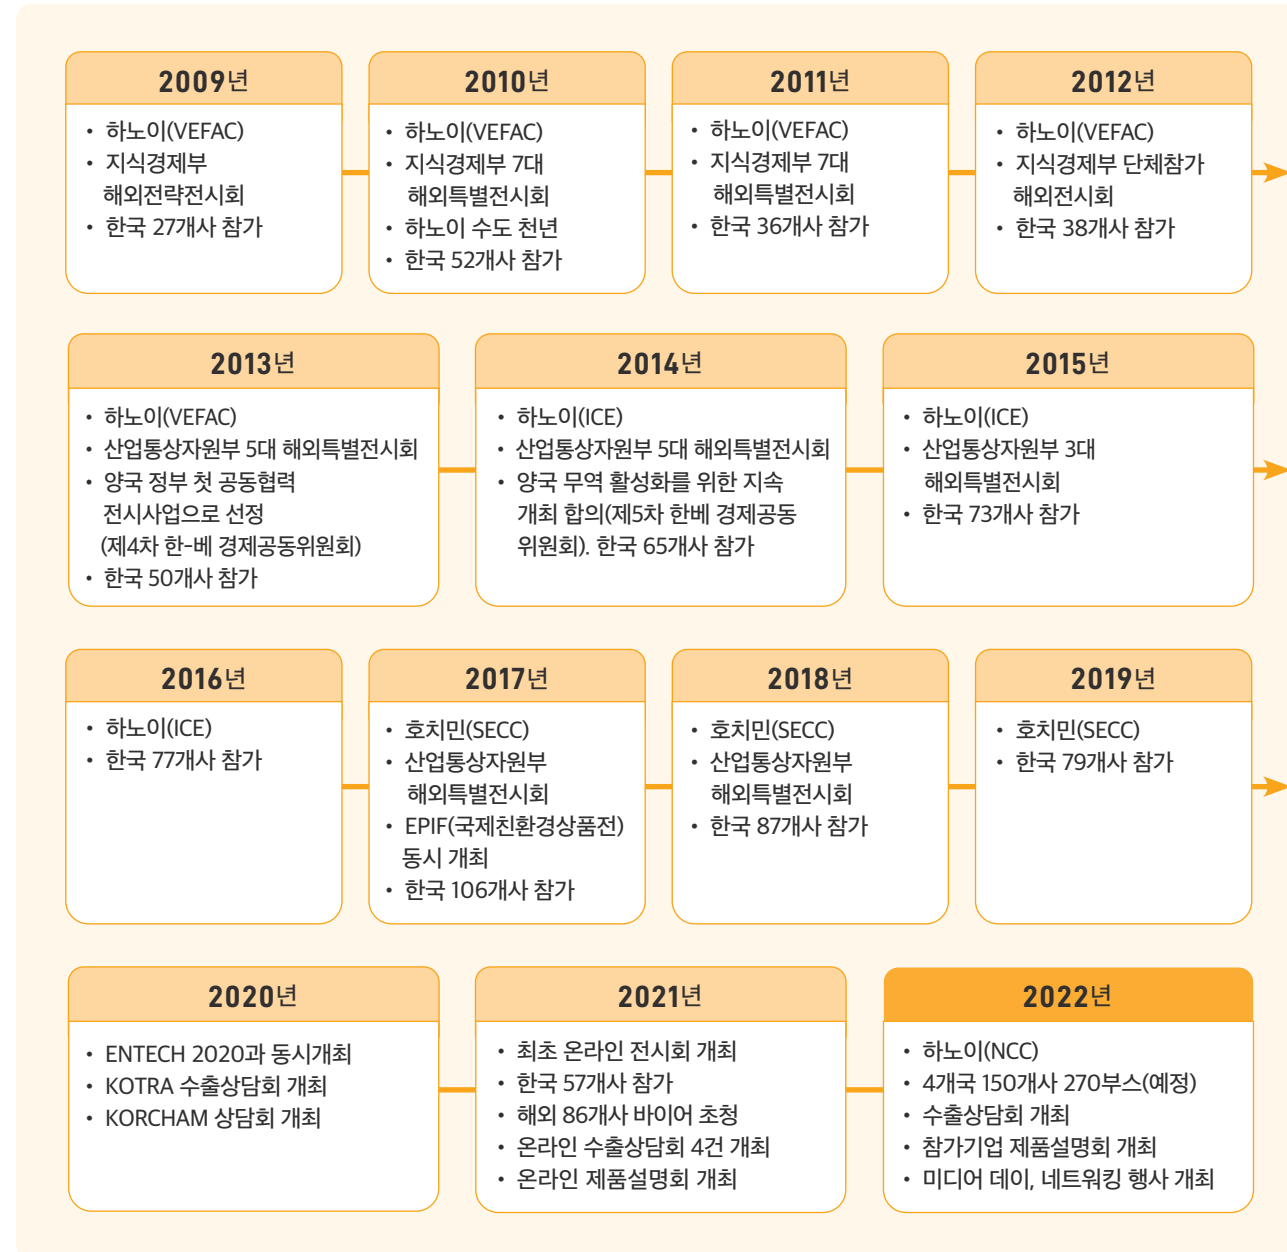 2009년
• 하노이(VEFAC)
• 지식경제부
해외전략전시회
• 한국 27개사 참가
2010년
• 하노이(VEFAC)
• 지식경제부 7대
해외특별전시회
• 하노이 수도 천년
• 한국 52개사 참가
2011년
• 하노이(VEFAC)
• 지식경제부 7대
해외특별전시회
• 한국 36개사 참가
2012년
• 하노이(VEFAC)
• 지식경제부 단체참가
해외전시회
• 한국 38개사 참가
2013년
• 하노이(VEFAC)
• 산업통상자원부 5대 해외특별전시회
• 양국 정부 첫 공동협력
전시사업으로 선정
(제4차 한-베 경제공동위원회)
• 한국 50개사 참가
2014년
• 하노이(ICE)
• 산업통상자원부 5대 해외특별전시회
• 양국 무역 활성화를 위한 지속
개최 합의(제5차 한베 경제공동
위원회). 한국 65개사 참가
2015년
• 하노이(ICE)
• 산업통상자원부 3대
해외특별전시회
• 한국 73개사 참가
2016년
• 하노이(ICE)
• 한국 77개사 참가
2017년
• 호치민(SECC)
• 산업통상자원부
해외특별전시회
• EPIF(국제친환경상품전)
동시 개최
• 한국 106개사 참가
2018년
• 호치민(SECC)
• 산업통상자원부
해외특별전시회
• 한국 87개사 참가
2019년
• 호치민(SECC)
• 한국 79개사 참가
2020년
• ENTECH 2020과 동시개최
• KOTRA 수출상담회 개최
• KORCHAM 상담회 개최
2021년
• 최초 온라인 전시회 개최
• 한국 57개사 참가
• 해외 86개사 바이어 초청
• 온라인 수출상담회 4건 개최
• 온라인 제품설명회 개최
2022년
• 하노이(NCC)
• 4개국 150개사 270부스(예정)
• 수출상담회 개최
• 참가기업 제품설명회 개최
• 미디어 데이, 네트워킹 행사 개최